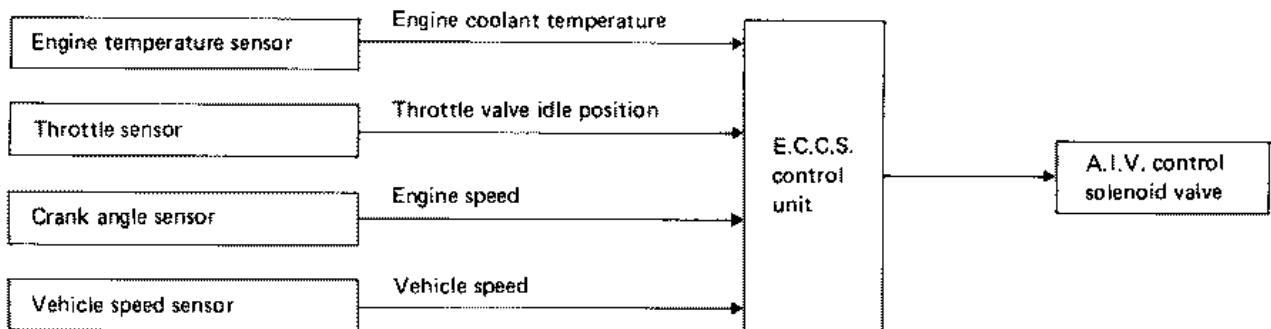 Engine temperature sensor
Engine coolant temperature
Throttle sensor
Throttle valve idle position
Crank angle sensor
Engine speed
Vehicle speed sensor
Vehicle speed
E.C.C.S.
control
unit
A.I.V. control
solenoid valve